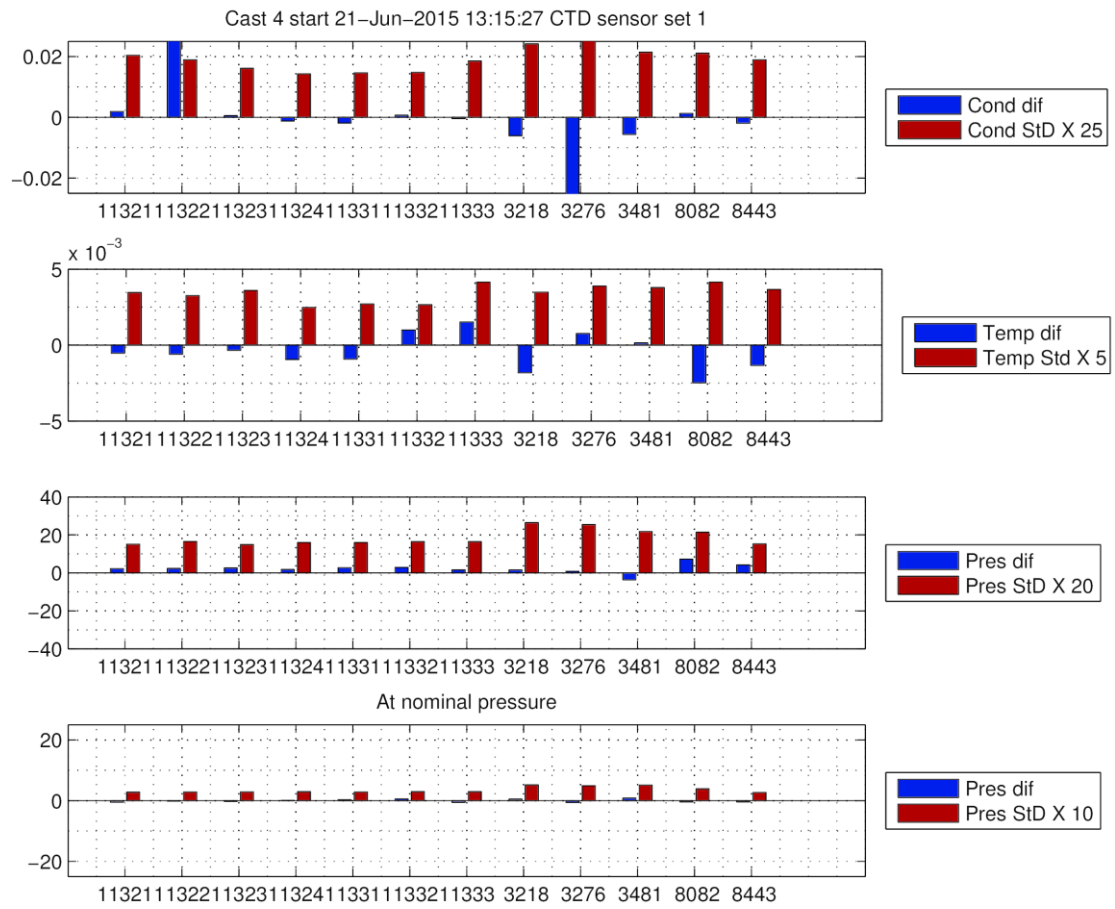 Cast 4 start 21−Jun−2015 13:15:27 CTD sensor set 1
0.02
0
−0.02
11321 11322 11323 11324 11331 11332 11333 3218 3276 3481 8082 8443
Cond dif
Cond StD X 25
x 10−3
5
0
−5
11321 11322 11323 11324 11331 11332 11333 3218 3276 3481 8082 8443
Temp dif
Temp Std X 5
40
20
0
−20
−40
11321 11322 11323 11324 11331 11332 11333 3218 3276 3481 8082 8443
Pres dif
Pres StD X 20
At nominal pressure
20
0
−20
11321 11322 11323 11324 11331 11332 11333 3218 3276 3481 8082 8443
Pres dif
Pres StD X 10